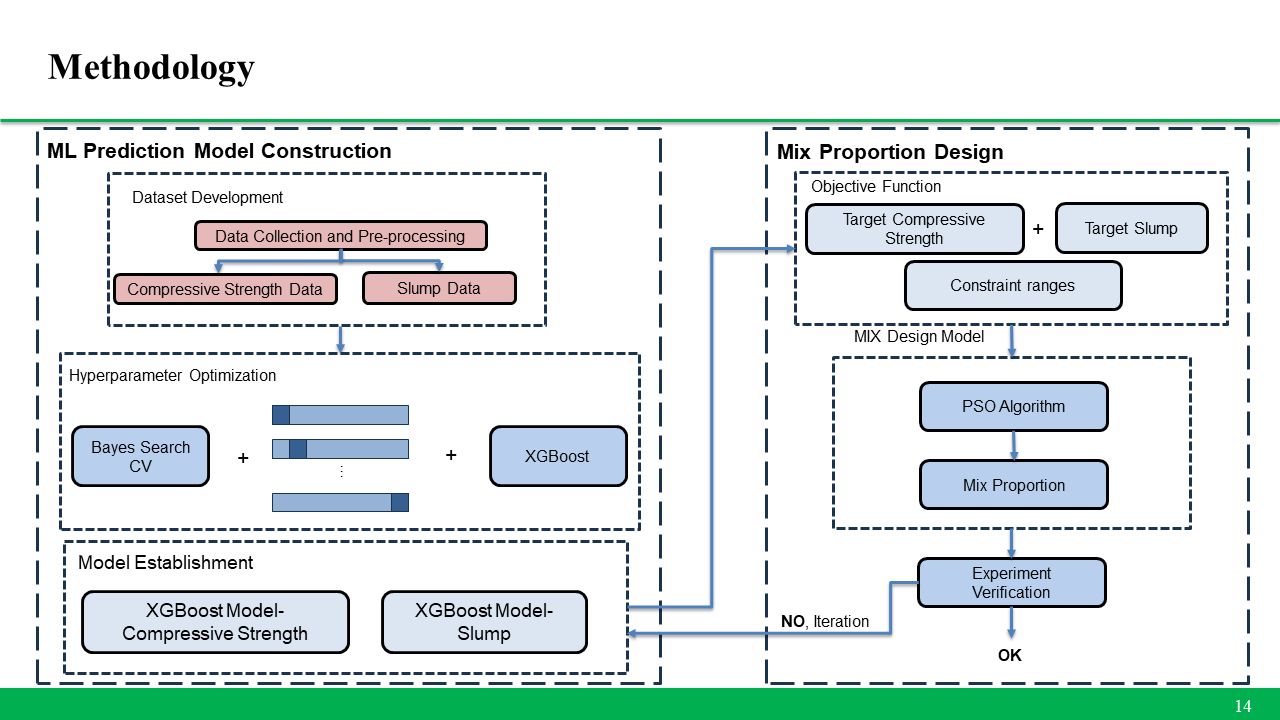 Methodology
ML Prediction Model Construction
Dataset Development
Data Collection and Pre-processing
Compressive Strength Data
Slump Data
Hyperparameter Optimization
Bayes Search
CV
+
⋮
+
XGBoost
Model Establishment
XGBoost Model-
Compressive Strength
XGBoost Model-
Slump
Mix Proportion Design
Objective Function
Target Compressive
Strength
+
Target Slump
Constraint ranges
MIX Design Model
PSO Algorithm
Mix Proportion
Experiment
Verification
NO, Iteration
OK
14